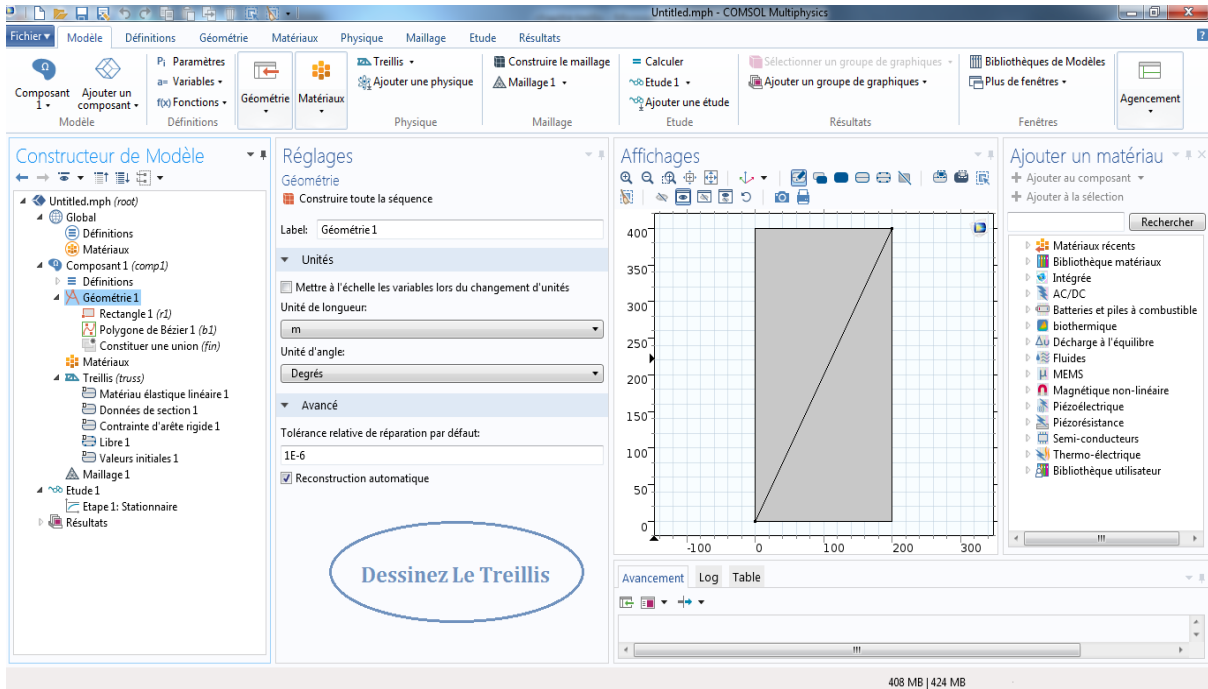 Untitled.mph - COMSOL Multiphysics
Fichier Modèle Définitions Géométrie Matériaux Physique Maillage Etude Résultats
Composant 1
Ajouter un composant
Modèle
Pi Paramètres
a= Variables
f(x) Fonctions
Définitions
Géométrie
Matériaux
Treillis
Ajouter une physique
Physique
Construire le maillage
Maillage 1
Maillage
= Calculer
Etude 1
Ajouter une étude
Etude
Sélectionner un groupe de graphiques
Ajouter un groupe de graphiques
Résultats
Bibliothèques de Modèles
Plus de fenêtres
Fenêtres
Agencement
Constructeur de Modèle
Untitled.mph (root)
Global
Définitions
Matériaux
Composant 1 (comp1)
Définitions
Géométrie 1
Rectangle 1 (r1)
Polygone de Bézier 1 (b1)
Constituer une union (fin)
Matériaux
Treillis (truss)
Matériau élastique linéaire 1
Données de section 1
Contrainte d'arête rigide 1
Libre 1
Valeurs initiales 1
Maillage 1
Etude 1
Etape 1: Stationnaire
Résultats
Réglages
Géométrie
Construire toute la séquence
Label: Géométrie 1
Unités
Mettre à l'échelle les variables lors du changement d'unités
Unité de longueur:
m
Unité d'angle:
Degrés
Avancé
Tolérance relative de réparation par défaut:
1E-6
Reconstruction automatique
Dessinez Le Treillis
Affichages
400
350
300
250
200
150
100
50
0
-100 0 100 200 300
Avancement Log Table
Ajouter un matériau
Ajouter au composant
Ajouter à la sélection
Rechercher
Matériaux récents
Bibliothèque matériaux
Intégrée
AC/DC
Batteries et piles à combustible
biothermique
Décharge à l'équilibre
Fluides
MEMS
Magnétique non-linéaire
Piézoélectrique
Piézorésistance
Semi-conducteurs
Thermo-électrique
Bibliothèque utilisateur
408 MB | 424 MB